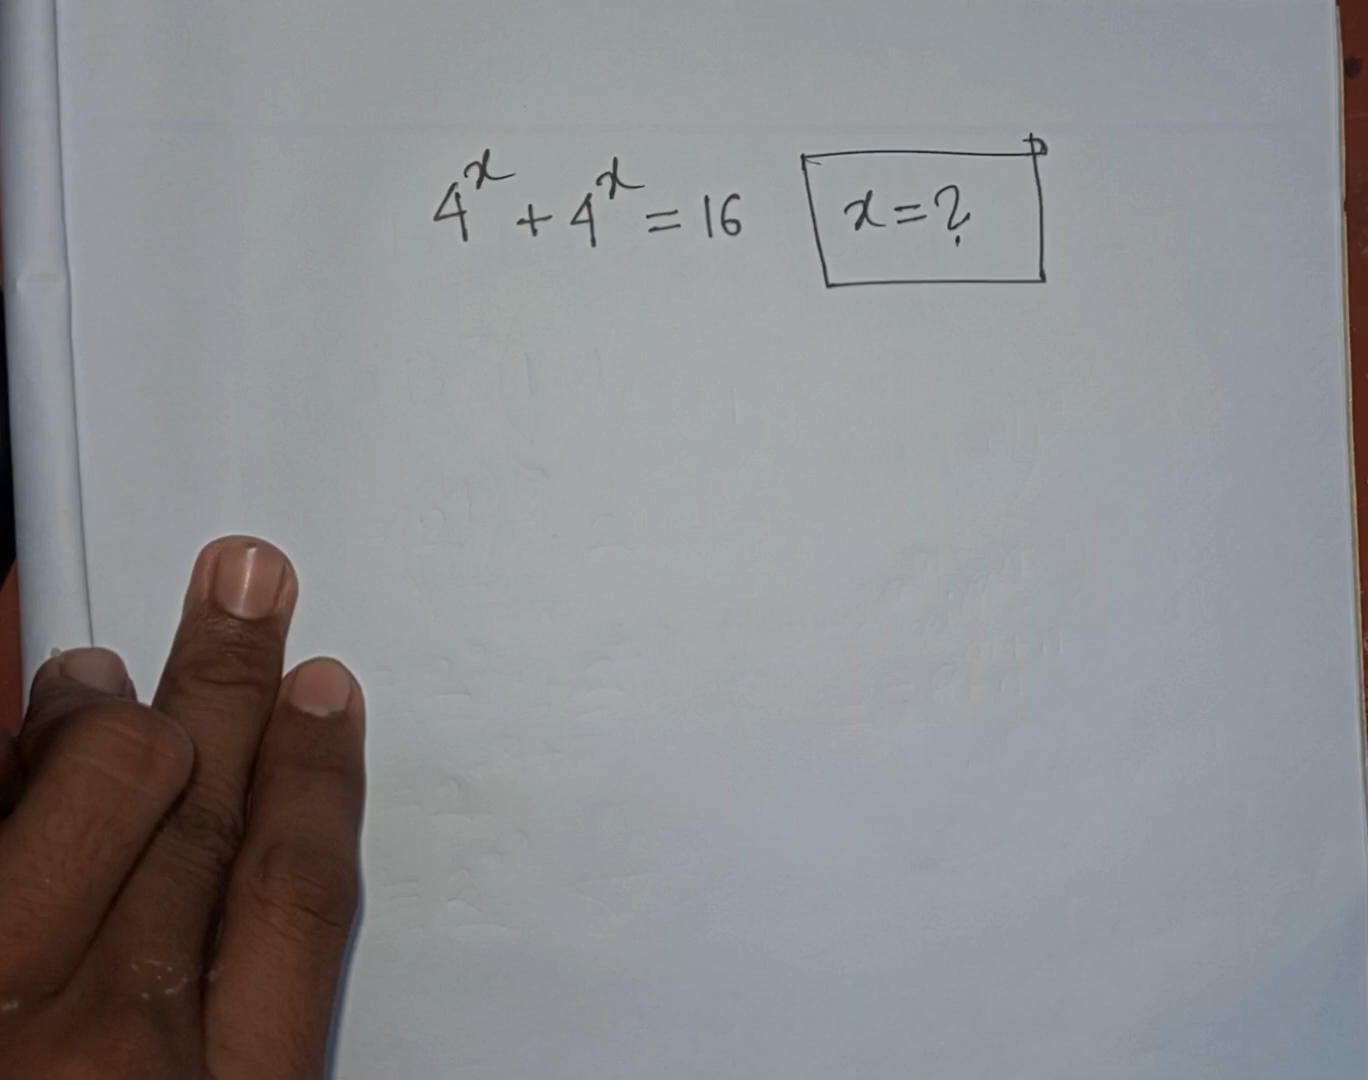 4^x + 4^x = 16 x = ?